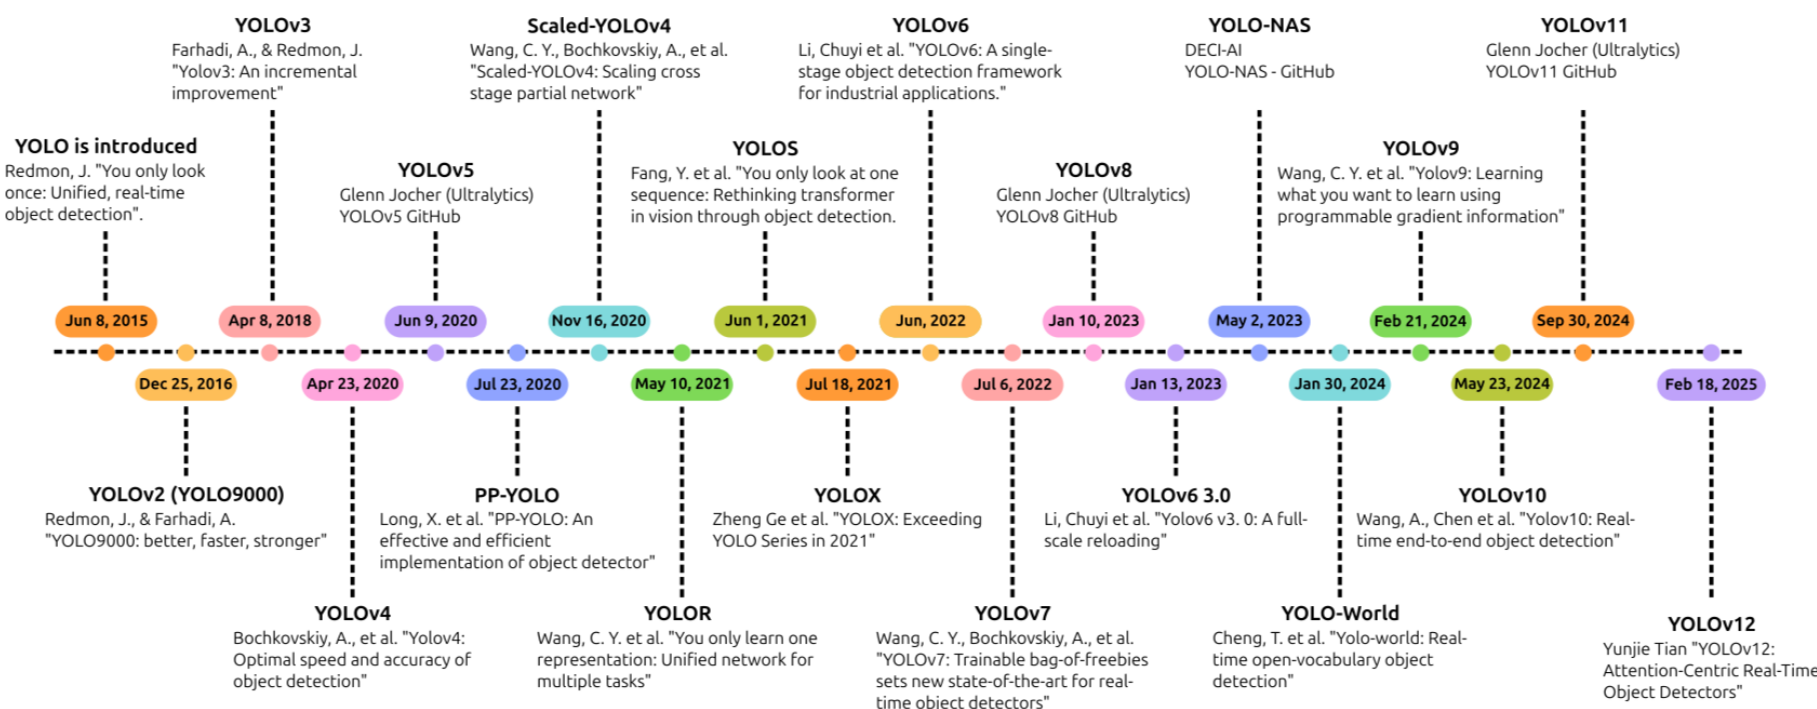 YOLO is introduced
Redmon, J. "You only look
once: Unified, real-time
object detection".
Jun 8, 2015
Dec 25, 2016
YOLOv2 (YOLO9000)
Redmon, J., & Farhadi, A.
"YOLO9000: better, faster, stronger"
YOLOv3
Farhadi, A., & Redmon, J.
"Yolov3: An incremental
improvement"
Apr 8, 2018
Apr 23, 2020
YOLOv4
Bochkovskiy, A., et al. "Yolov4:
Optimal speed and accuracy of
object detection"
YOLOv5
Glenn Jocher (Ultralytics)
YOLOv5 GitHub
Jun 9, 2020
Jul 23, 2020
PP-YOLO
Long, X. et al. "PP-YOLO: An
effective and efficient
implementation of object detector"
Scaled-YOLOv4
Wang, C. Y., Bochkovskiy, A., et al.
"Scaled-YOLOv4: Scaling cross
stage partial network"
Nov 16, 2020
May 10, 2021
YOLOR
Wang, C. Y. et al. "You only learn one
representation: Unified network for
multiple tasks"
YOLOS
Fang, Y. et al. "You only look at one
sequence: Rethinking transformer
in vision through object detection.
Jun 1, 2021
Jul 18, 2021
YOLOX
Zheng Ge et al. "YOLOX: Exceeding
YOLO Series in 2021"
YOLOv6
Li, Chuyi et al. "YOLOv6: A single-
stage object detection framework
for industrial applications."
Jun, 2022
Jul 6, 2022
YOLOv7
Wang, C. Y., Bochkovskiy, A., et al.
"YOLOv7: Trainable bag-of-freebies
sets new state-of-the-art for real-
time object detectors"
YOLOv8
Glenn Jocher (Ultralytics)
YOLOv8 GitHub
Jan 10, 2023
Jan 13, 2023
YOLOv6 3.0
Li, Chuyi et al. "Yolov6 v3. 0: A full-
scale reloading"
YOLO-NAS
DECI-AI
YOLO-NAS - GitHub
May 2, 2023
Jan 30, 2024
YOLO-World
Cheng, T. et al. "Yolo-world: Real-
time open-vocabulary object
detection"
YOLOv9
Wang, C. Y. et al. "Yolov9: Learning
what you want to learn using
programmable gradient information"
Feb 21, 2024
May 23, 2024
YOLOv10
Wang, A., Chen et al. "Yolov10: Real-
time end-to-end object detection"
YOLOv11
Glenn Jocher (Ultralytics)
YOLOv11 GitHub
Sep 30, 2024
Feb 18, 2025
YOLOv12
Yunjie Tian "YOLOv12:
Attention-Centric Real-Time
Object Detectors"